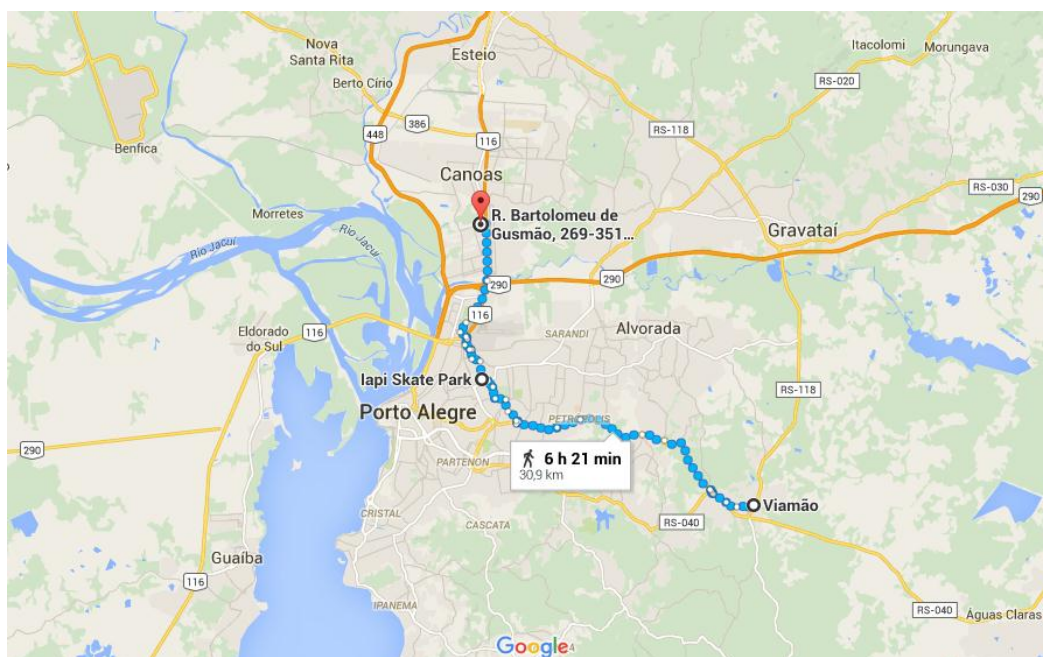 Nova
Santa Rita
Esteio
Itacolomi
Morungava
Berto Círio
RS-020
386
448
116
RS-118
Benfica
Canoas
RS-030
290
R. Bartolomeu de
Gusmão, 269-351...
Morretes
Rio Jacuí
Rio Jacuí
Gravataí
290
290
116
Eldorado
do Sul
116
SARANDI
Alvorada
Iapi Skate Park
RS-118
Porto Alegre
PETRÓPOLIS
290
6 h 21 min
30,9 km
PARTENON
Viamão
CRISTAL
CASCATA
RS-040
Guaíba
116
IPANEMA
RS-040
Águas Claras
Google